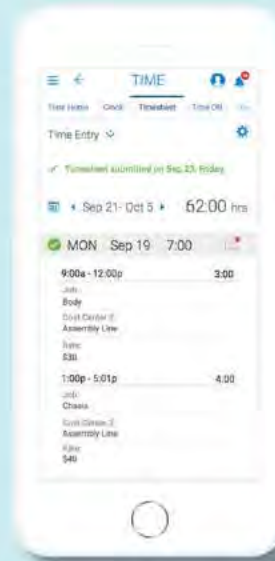 TIME
Time Home Clock Timesheet Time Off
Time Entry
Timesheet submitted on Sep 23, Friday
Sep 21- Oct 5 62:00 hrs
MON Sep 19 7:00
9:00a - 12:00p 3:00
Job:
Body
Cost Center 2:
Assembly Line
Rate:
$30
1:00p - 5:01p 4:00
Job:
Chasis
Cost Center 2:
Assembly Line
Rate:
$40